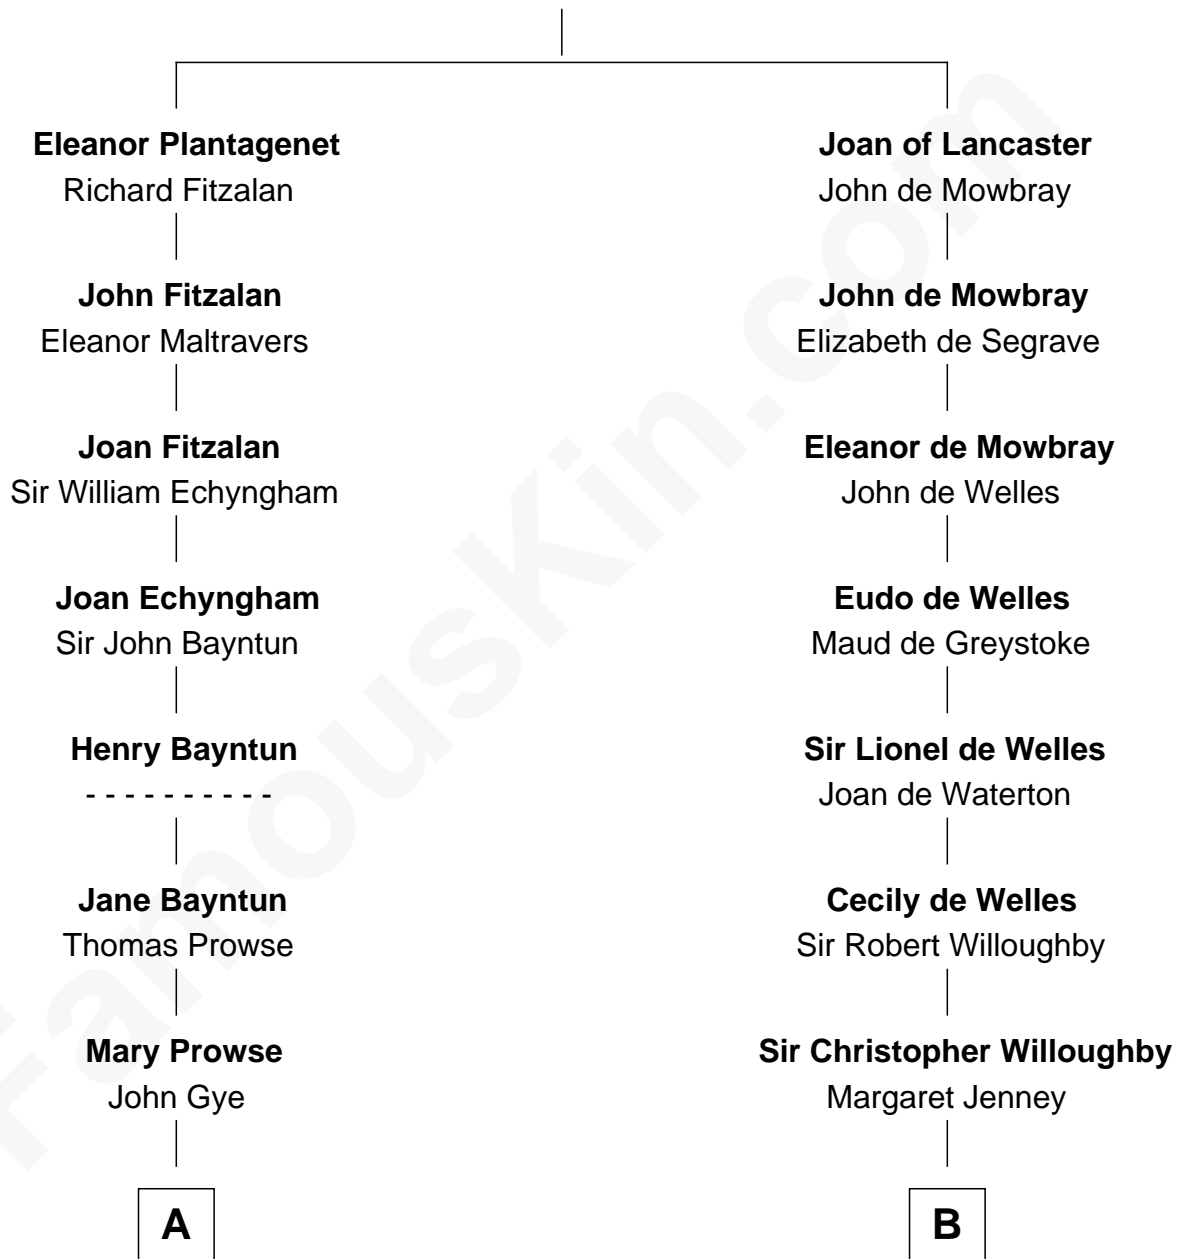 Eleanor Plantagenet
Richard Fitzalan
John Fitzalan
Eleanor Maltravers
Joan Fitzalan
Sir William Echyngham
Joan Echyngham
Sir John Bayntun
Henry Bayntun
- - - - - - - - - -
Jane Bayntun
Thomas Prowse
Mary Prowse
John Gye
A
Joan of Lancaster
John de Mowbray
John de Mowbray
Elizabeth de Segrave
Eleanor de Mowbray
John de Welles
Eudo de Welles
Maud de Greystoke
Sir Lionel de Welles
Joan de Waterton
Cecily de Welles
Sir Robert Willoughby
Sir Christopher Willoughby
Margaret Jenney
B
FamousKin.com